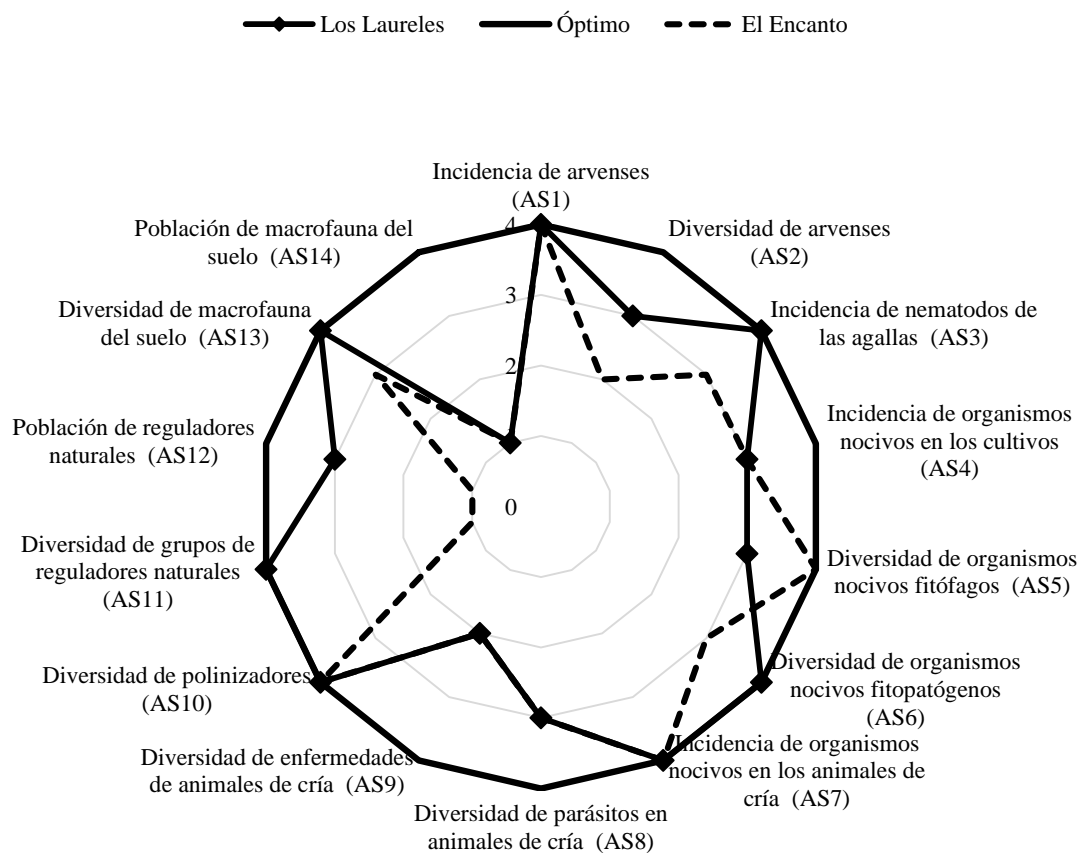 Los Laureles
Óptimo
El Encanto
Incidencia de arvenses
(AS1)
Diversidad de arvenses
(AS2)
Incidencia de nematodos de
las agallas (AS3)
Incidencia de organismos
nocivos en los cultivos
(AS4)
Diversidad de organismos
nocivos fitófagos (AS5)
Diversidad de organismos
nocivos fitopatógenos
(AS6)
Incidencia de organismos
nocivos en los animales de
cría (AS7)
Diversidad de parásitos en
animales de cría (AS8)
Diversidad de enfermedades
de animales de cría (AS9)
Diversidad de polinizadores
(AS10)
Diversidad de grupos de
reguladores naturales
(AS11)
Población de reguladores
naturales (AS12)
Diversidad de macrofauna
del suelo (AS13)
Población de macrofauna del
suelo (AS14)
4
3
2
0